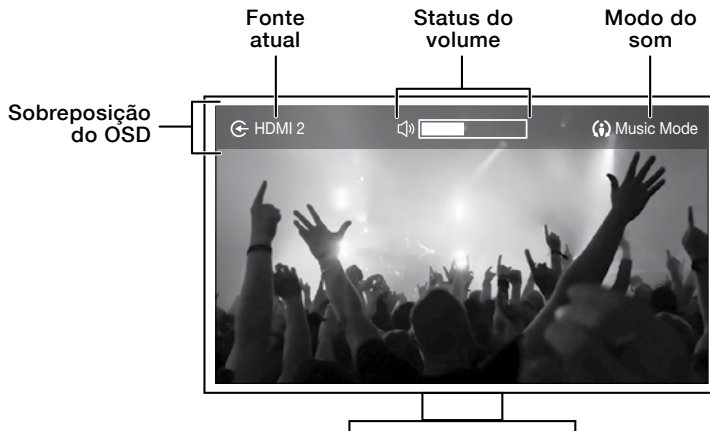 Fonte
atual
Status do
volume
Modo do
som
Sobreposição
do OSD
HDMI 2
Music Mode